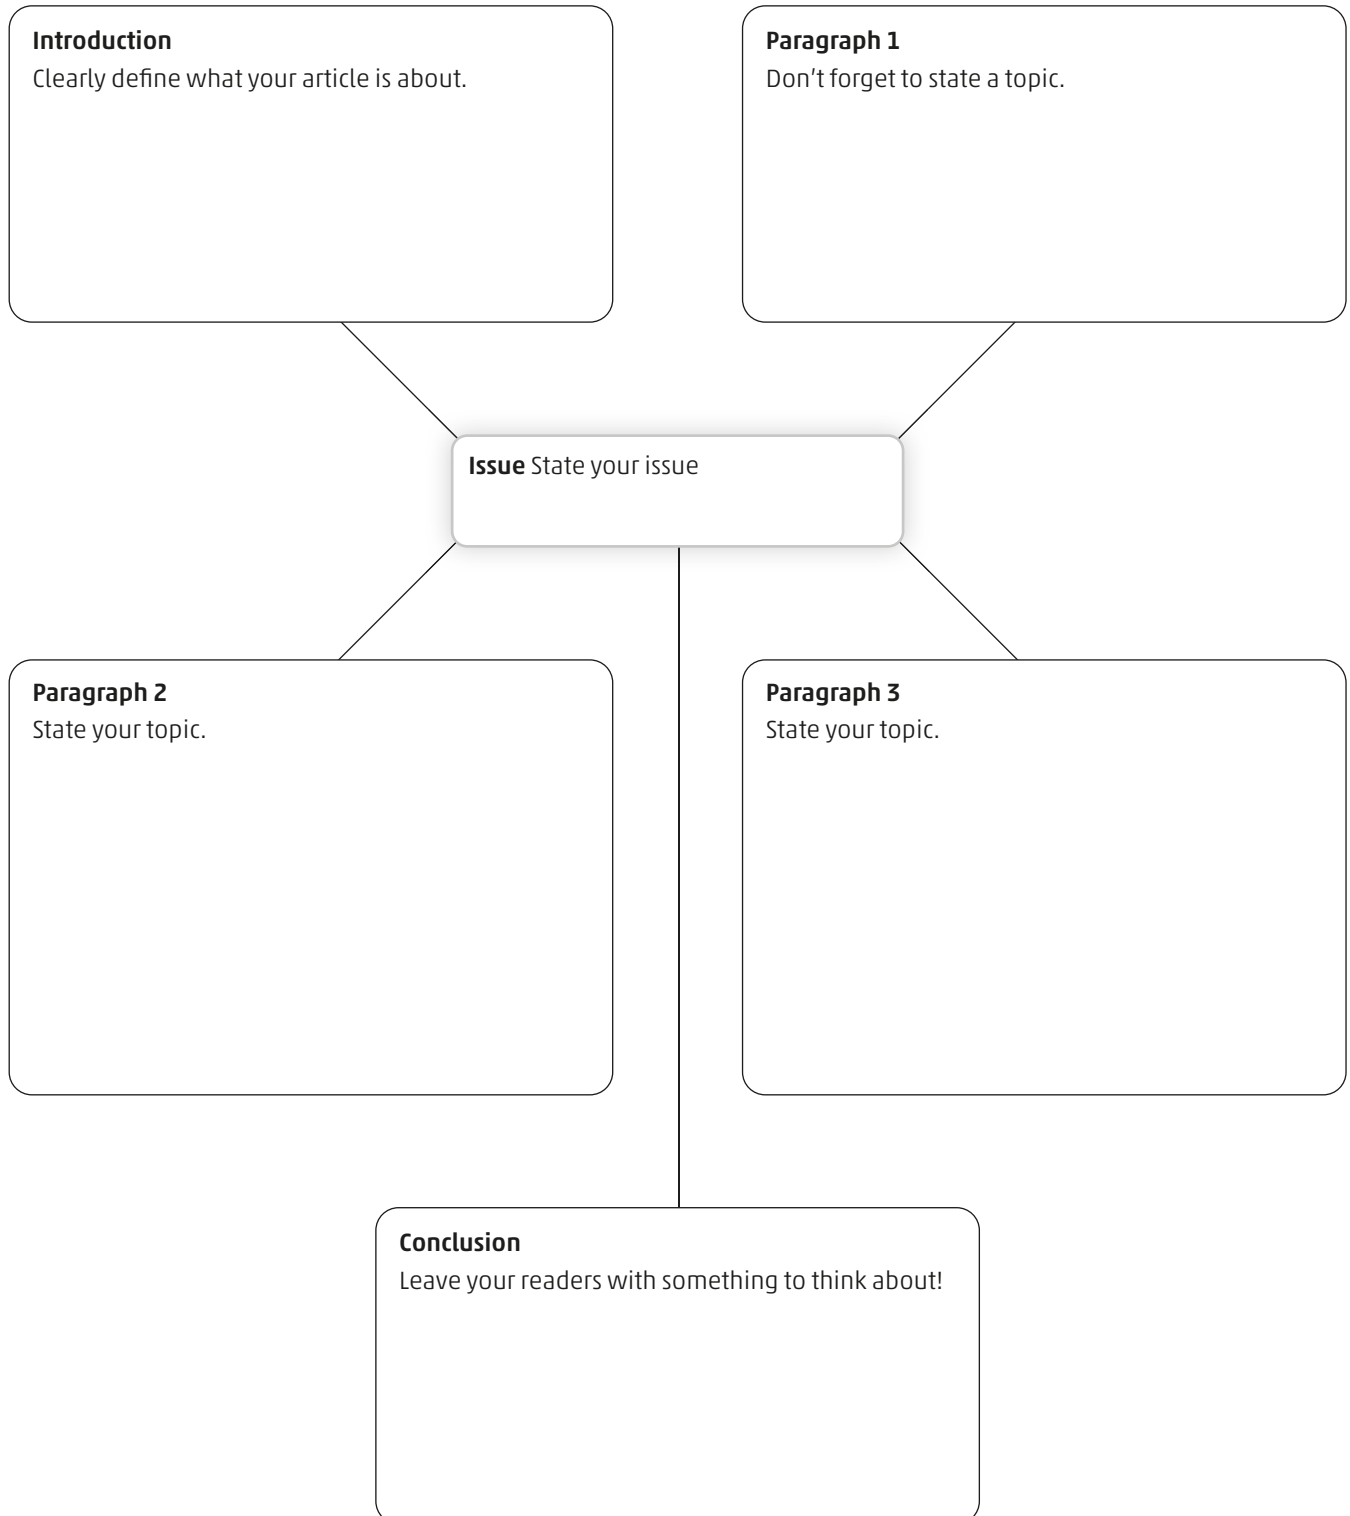 Introduction
Clearly define what your article is about.
Paragraph 1
Don't forget to state a topic.
Issue State your issue
Paragraph 2
State your topic.
Paragraph 3
State your topic.
Conclusion
Leave your readers with something to think about!